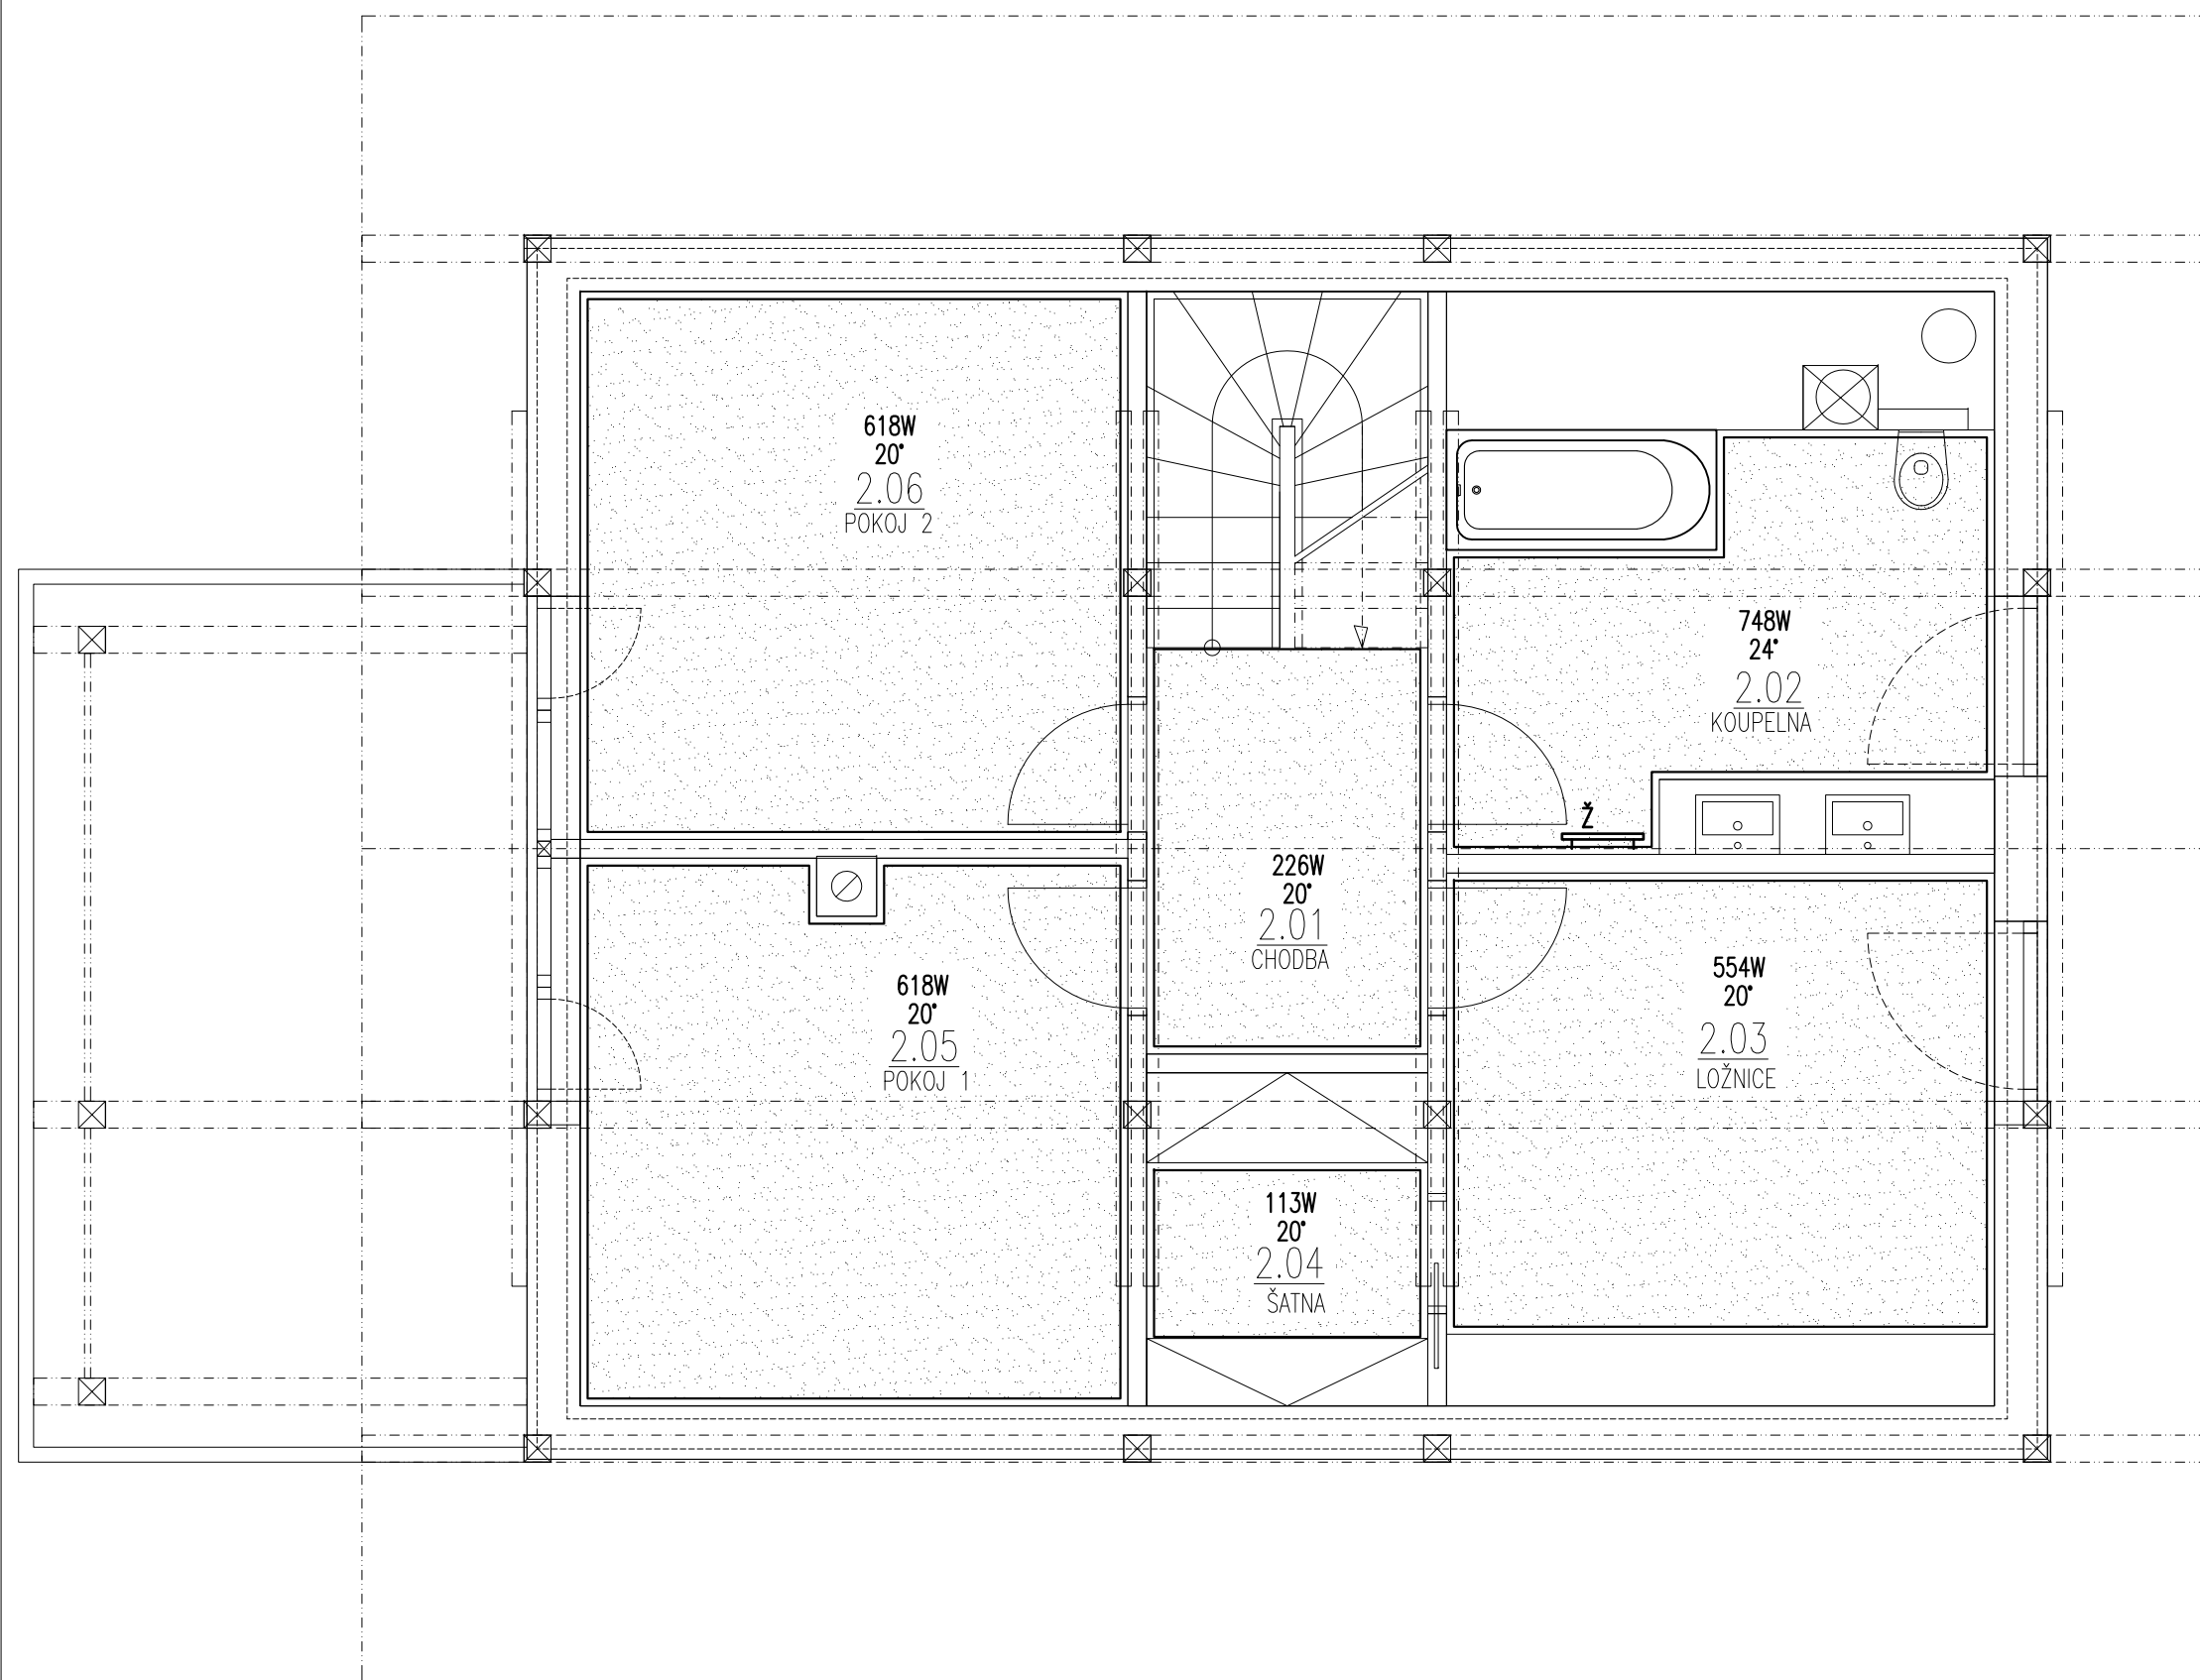 618W
20°
2.06
POKOJ 2
748W
24°
2.02
KOUPELNA
Ž
226W
20°
2.01
CHODBA
618W
20°
2.05
POKOJ 1
554W
20°
2.03
LOŽNICE
113W
20°
2.04
ŠATNA